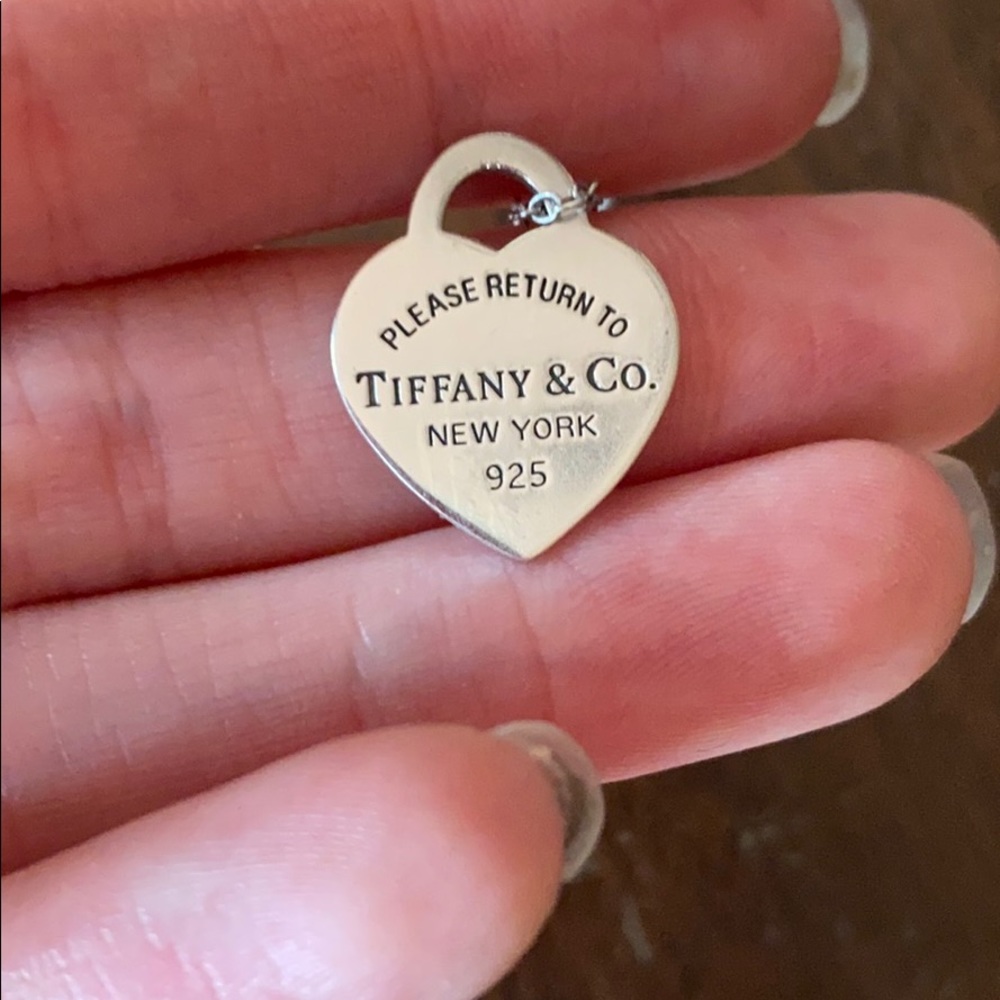 PLEASE RETURN TO
TIFFANY & CO.
NEW YORK
925